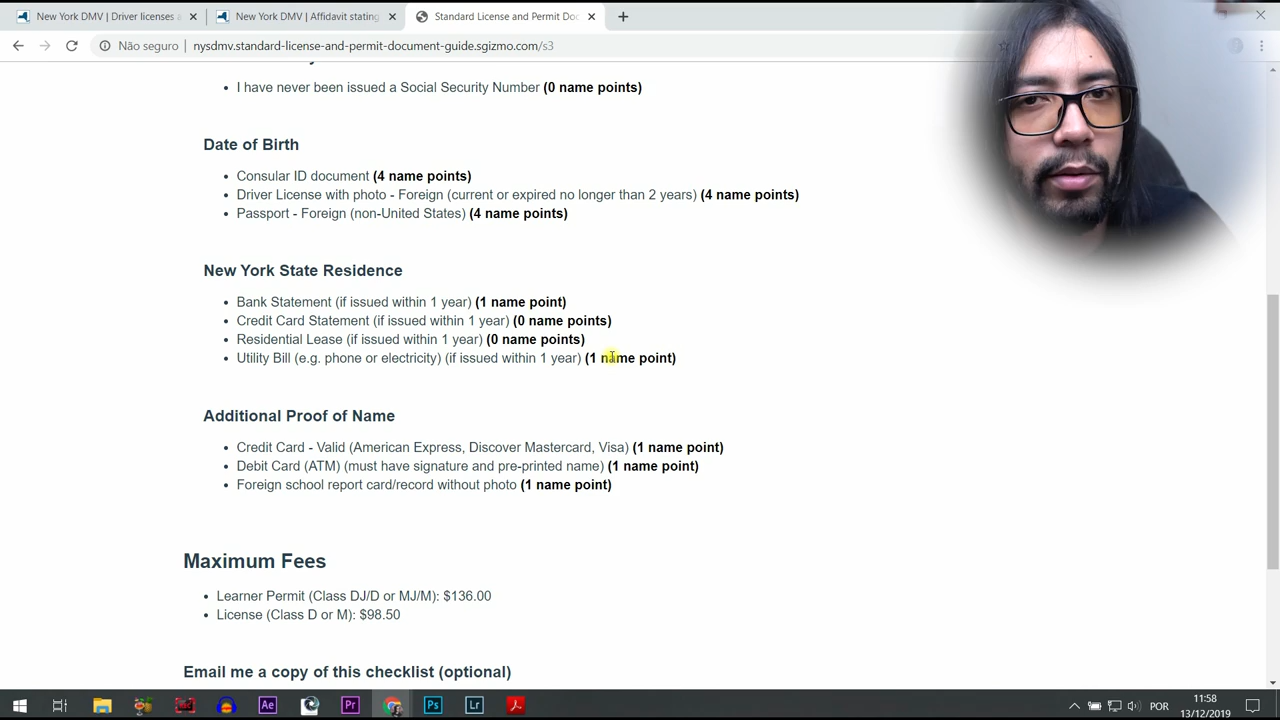 New York DMV | Driver licenses a
New York DMV | Affidavit stating
Standard License and Permit Doc
Não seguro
nysdmv.standard-license-and-permit-document-guide.sgizmo.com/s3
I have never been issued a Social Security Number (0 name points)
Date of Birth
Consular ID document (4 name points)
Driver License with photo - Foreign (current or expired no longer than 2 years) (4 name points)
Passport - Foreign (non-United States) (4 name points)
New York State Residence
Bank Statement (if issued within 1 year) (1 name point)
Credit Card Statement (if issued within 1 year) (0 name points)
Residential Lease (if issued within 1 year) (0 name points)
Utility Bill (e.g. phone or electricity) (if issued within 1 year) (1 name point)
Additional Proof of Name
Credit Card - Valid (American Express, Discover Mastercard, Visa) (1 name point)
Debit Card (ATM) (must have signature and pre-printed name) (1 name point)
Foreign school report card/record without photo (1 name point)
Maximum Fees
Learner Permit (Class DJ/D or MJ/M): $136.00
License (Class D or M): $98.50
Email me a copy of this checklist (optional)
Ae
Pr
Ps
Lr
POR
11:58
13/12/2019